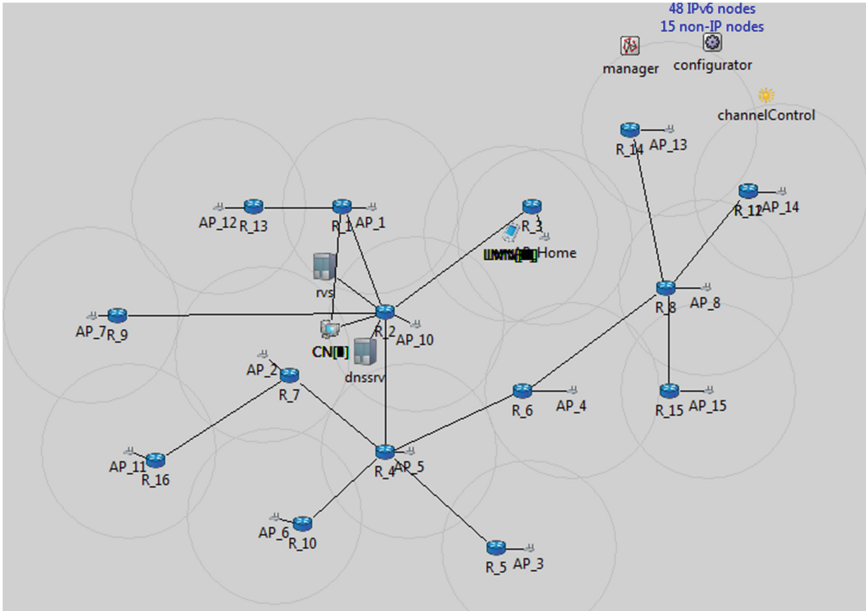 48 IPv6 nodes
15 non-IP nodes
manager
configurator
channelControl
R_14
AP_13
AP_14
AP_12
R_13
R_1
AP_1
R_3
Home
rvs
R_8
AP_8
AP_7
R_9
R_2
AP_10
CN[
dnssrv
AP_2
R_7
R_6
AP_4
R_15
AP_15
AP_11
R_16
R_4
AP_5
AP_6
R_10
R_5
AP_3